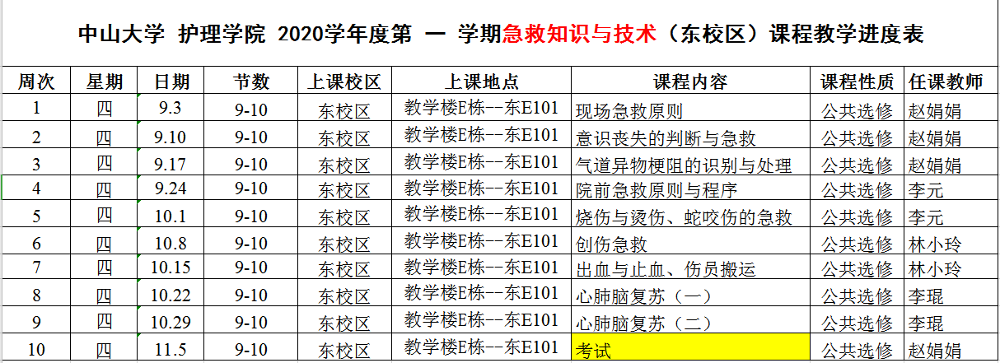 中山大学 护理学院 2020学年度第 一 学期急救知识与技术（东校区）课程教学进度表
周次 星期 日期 节数 上课校区 上课地点 课程内容 课程性质 任课教师
1 四 9.3 9-10 东校区 教学楼E栋--东E101 现场急救原则 公共选修 赵娟娟
2 四 9.10 9-10 东校区 教学楼E栋--东E101 意识丧失的判断与急救 公共选修 赵娟娟
3 四 9.17 9-10 东校区 教学楼E栋--东E101 气道异物梗阻的识别与处理 公共选修 赵娟娟
4 四 9.24 9-10 东校区 教学楼E栋--东E101 院前急救原则与程序 公共选修 李元
5 四 10.1 9-10 东校区 教学楼E栋--东E101 烧伤与烫伤、蛇咬伤的急救 公共选修 李元
6 四 10.8 9-10 东校区 教学楼E栋--东E101 创伤急救 公共选修 林小玲
7 四 10.15 9-10 东校区 教学楼E栋--东E101 出血与止血、伤员搬运 公共选修 林小玲
8 四 10.22 9-10 东校区 教学楼E栋--东E101 心肺脑复苏（一） 公共选修 李琨
9 四 10.29 9-10 东校区 教学楼E栋--东E101 心肺脑复苏（二） 公共选修 李琨
10 四 11.5 9-10 东校区 教学楼E栋--东E101 考试 公共选修 赵娟娟